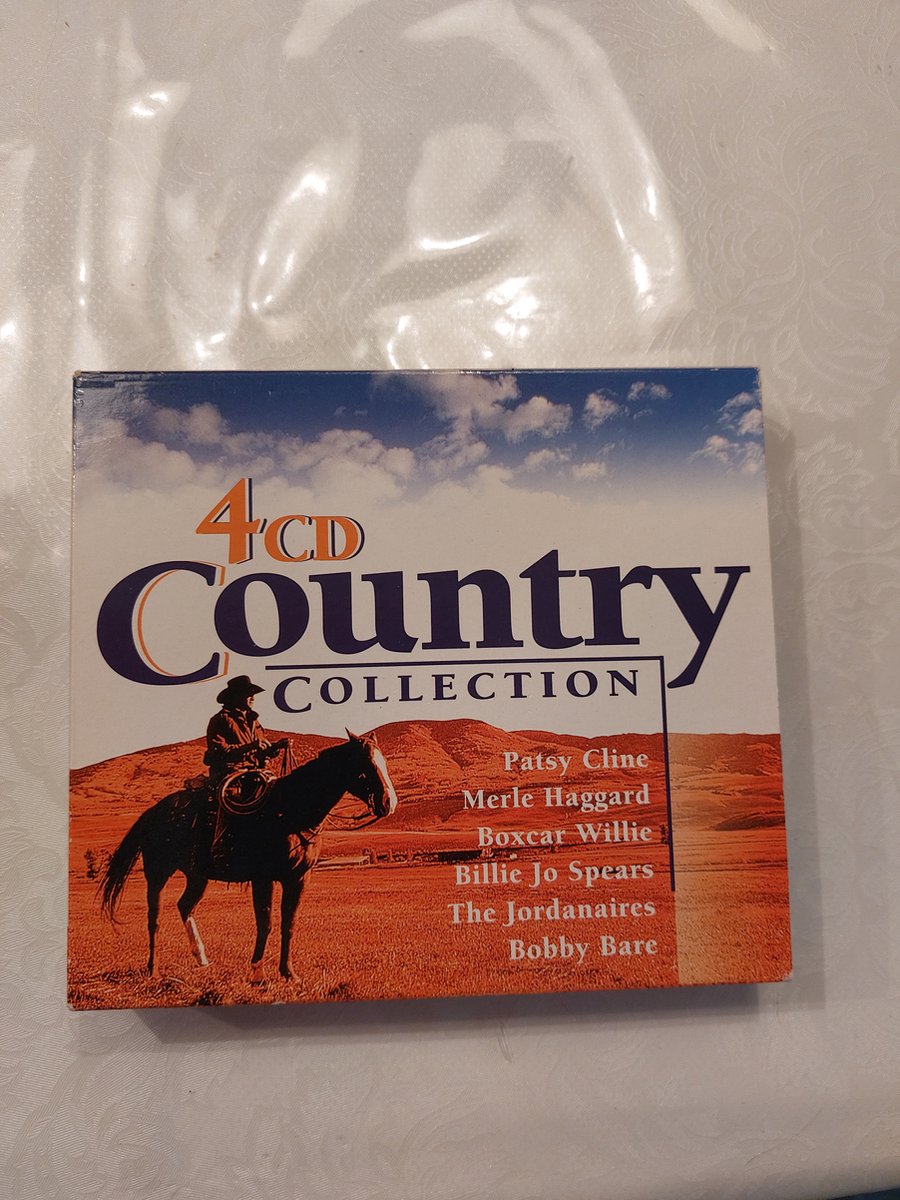 4CD
Country
COLLECTION
Patsy Cline
Merle Haggard
Boxcar Willie
Billie Jo Spears
The Jordanaires
Bobby Bare